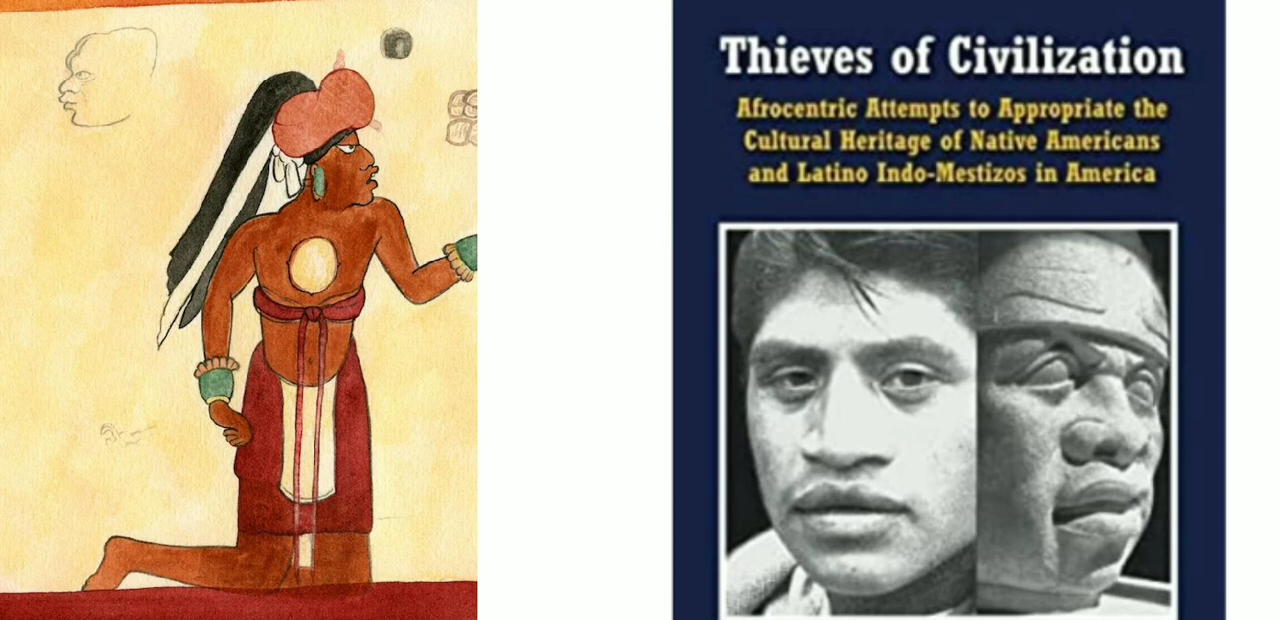 Thieves of Civilization
Afrocentric Attempts to Appropriate the
Cultural Heritage of Native Americans
and Latino Indo-Mestizos in America